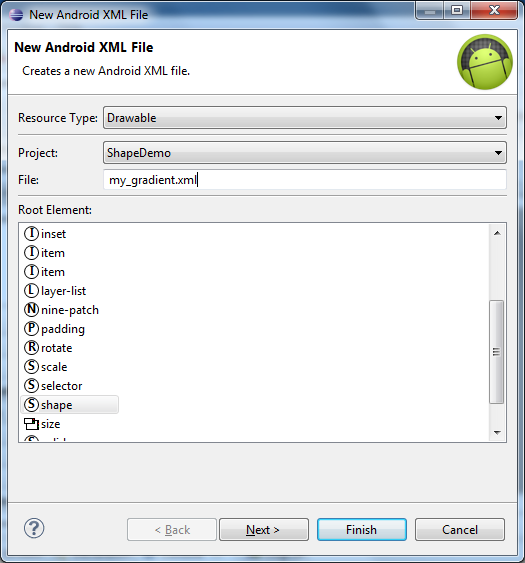 New Android XML File
New Android XML File
Creates a new Android XML file.
Resource Type: Drawable
Project: ShapeDemo
File: my_gradient.xml
Root Element:
I inset
I item
I item
L layer-list
N nine-patch
P padding
R rotate
S scale
S selector
S shape
size
? < Back Next > Finish Cancel